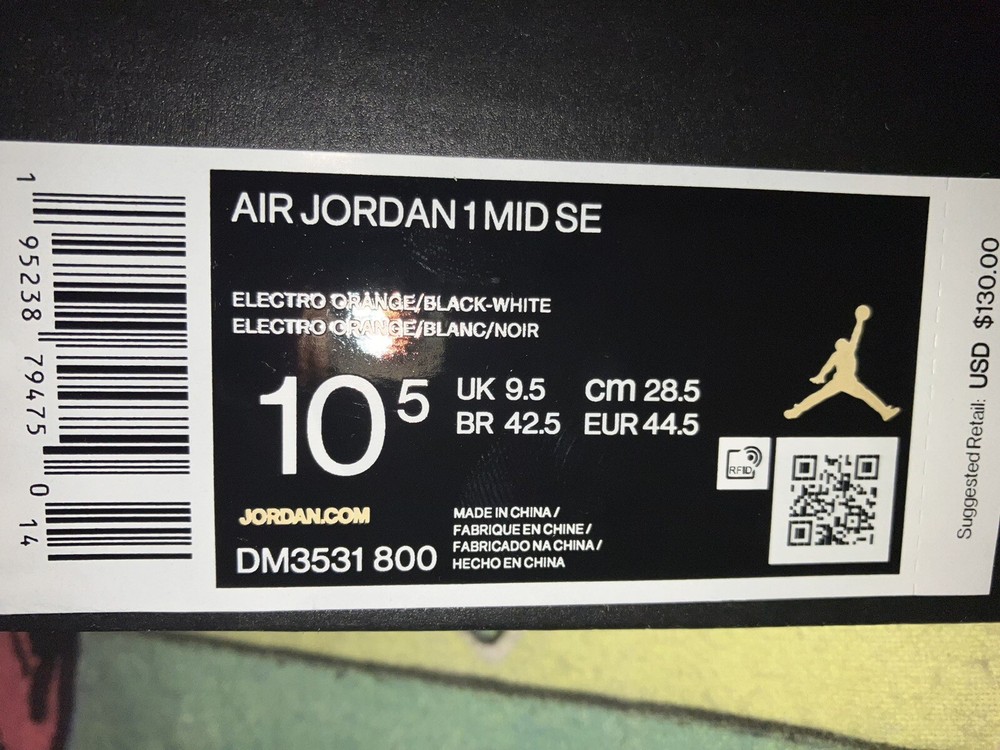 AIR JORDAN 1 MID SE
ELECTRO ORANGE/BLACK-WHITE
ELECTRO ORANGE/BLANC/NOIR
10 5
UK 9.5 cm 28.5
BR 42.5 EUR 44.5
JORDAN.COM
DM3531 800
MADE IN CHINA /
FABRIQUE EN CHINE /
FABRICADO NA CHINA /
HECHO EN CHINA
RFID
1 95238 79475 0 14
Suggested Retail: USD $130.00